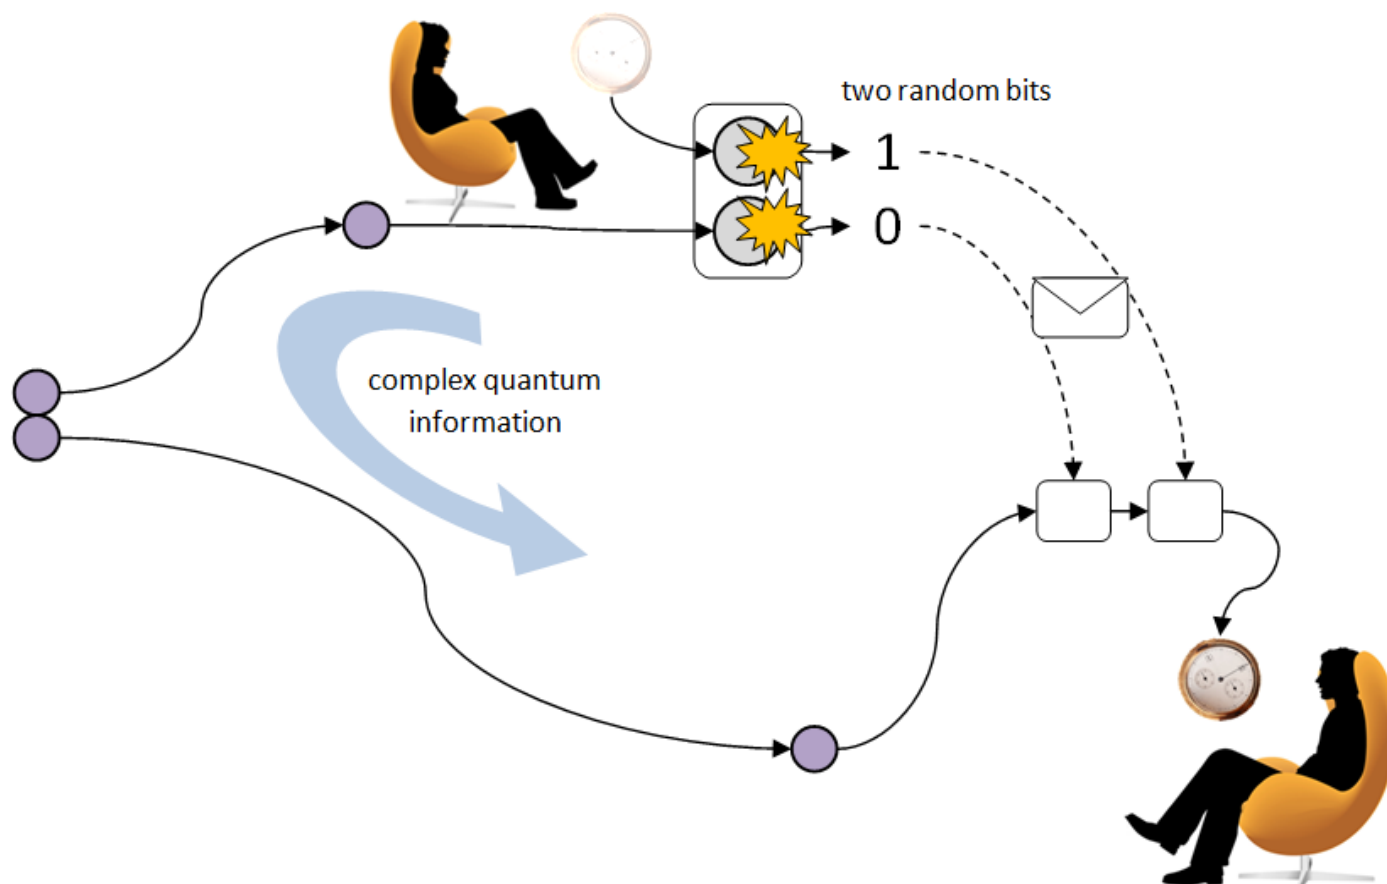 two random bits
1
0
complex quantum
information